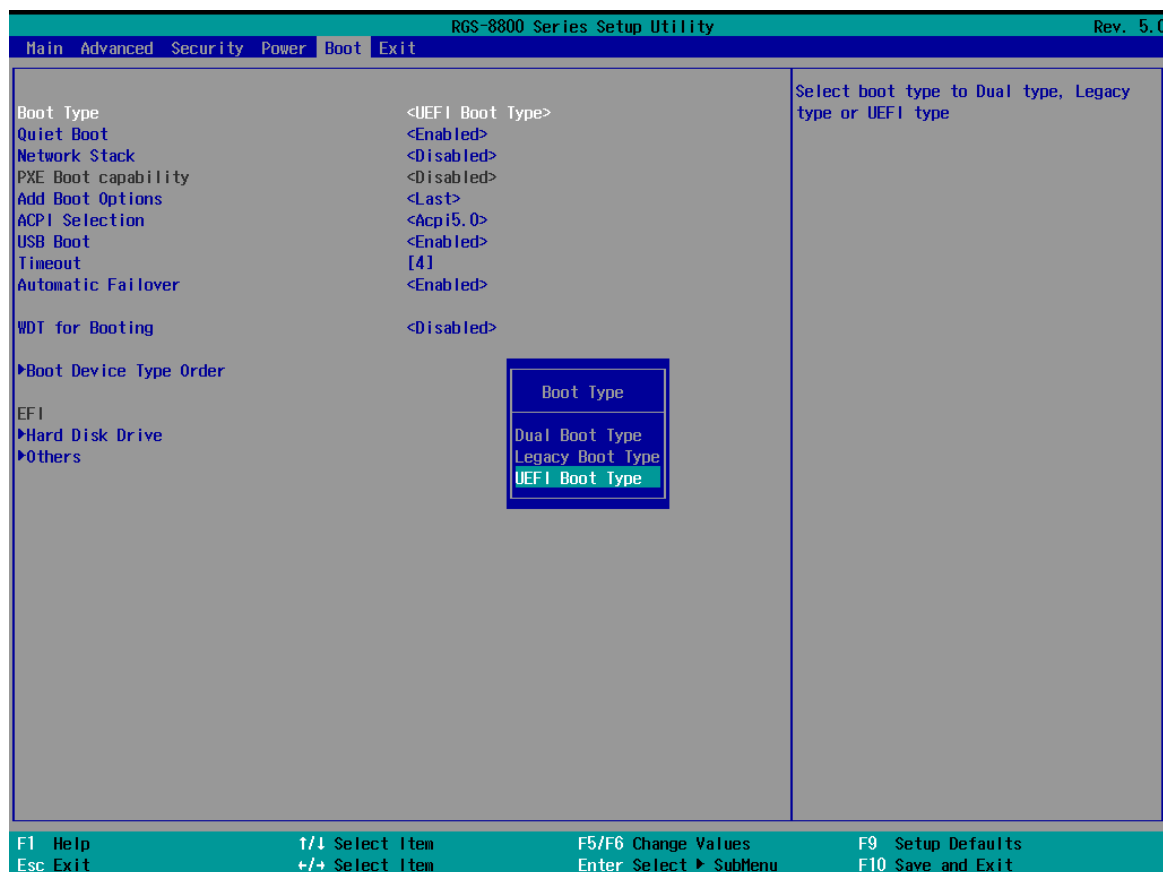 RGS-8800 Series Setup Utility Rev. 5.0
Main Advanced Security Power Boot Exit
Boot Type <UEFI Boot Type>
Quiet Boot <Enabled>
Network Stack <Disabled>
PXE Boot capability <Disabled>
Add Boot Options <Last>
ACPI Selection <Acpi5.0>
USB Boot <Enabled>
Timeout [4]
Automatic Failover <Enabled>
WDT for Booting <Disabled>
▶Boot Device Type Order
EFI
▶Hard Disk Drive
▶Others
Boot Type
Dual Boot Type
Legacy Boot Type
UEFI Boot Type
Select boot type to Dual type, Legacy
type or UEFI type
F1 Help ↑/↓ Select Item F5/F6 Change Values F9 Setup Defaults
Esc Exit ←/→ Select Item Enter Select ▶ SubMenu F10 Save and Exit